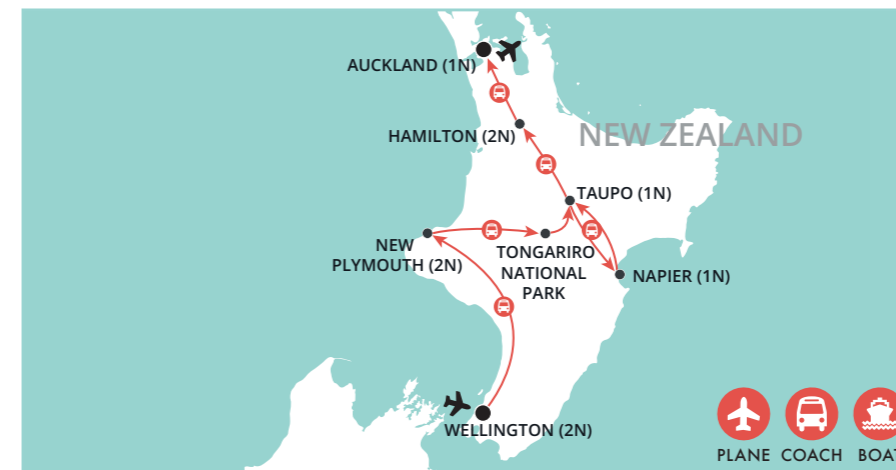 AUCKLAND (1N)
HAMILTON (2N)
NEW ZEALAND
TAUPO (1N)
NEW
PLYMOUTH (2N)
TONGARIRO
NATIONAL
PARK
NAPIER (1N)
WELLINGTON (2N)
PLANE COACH BOAT